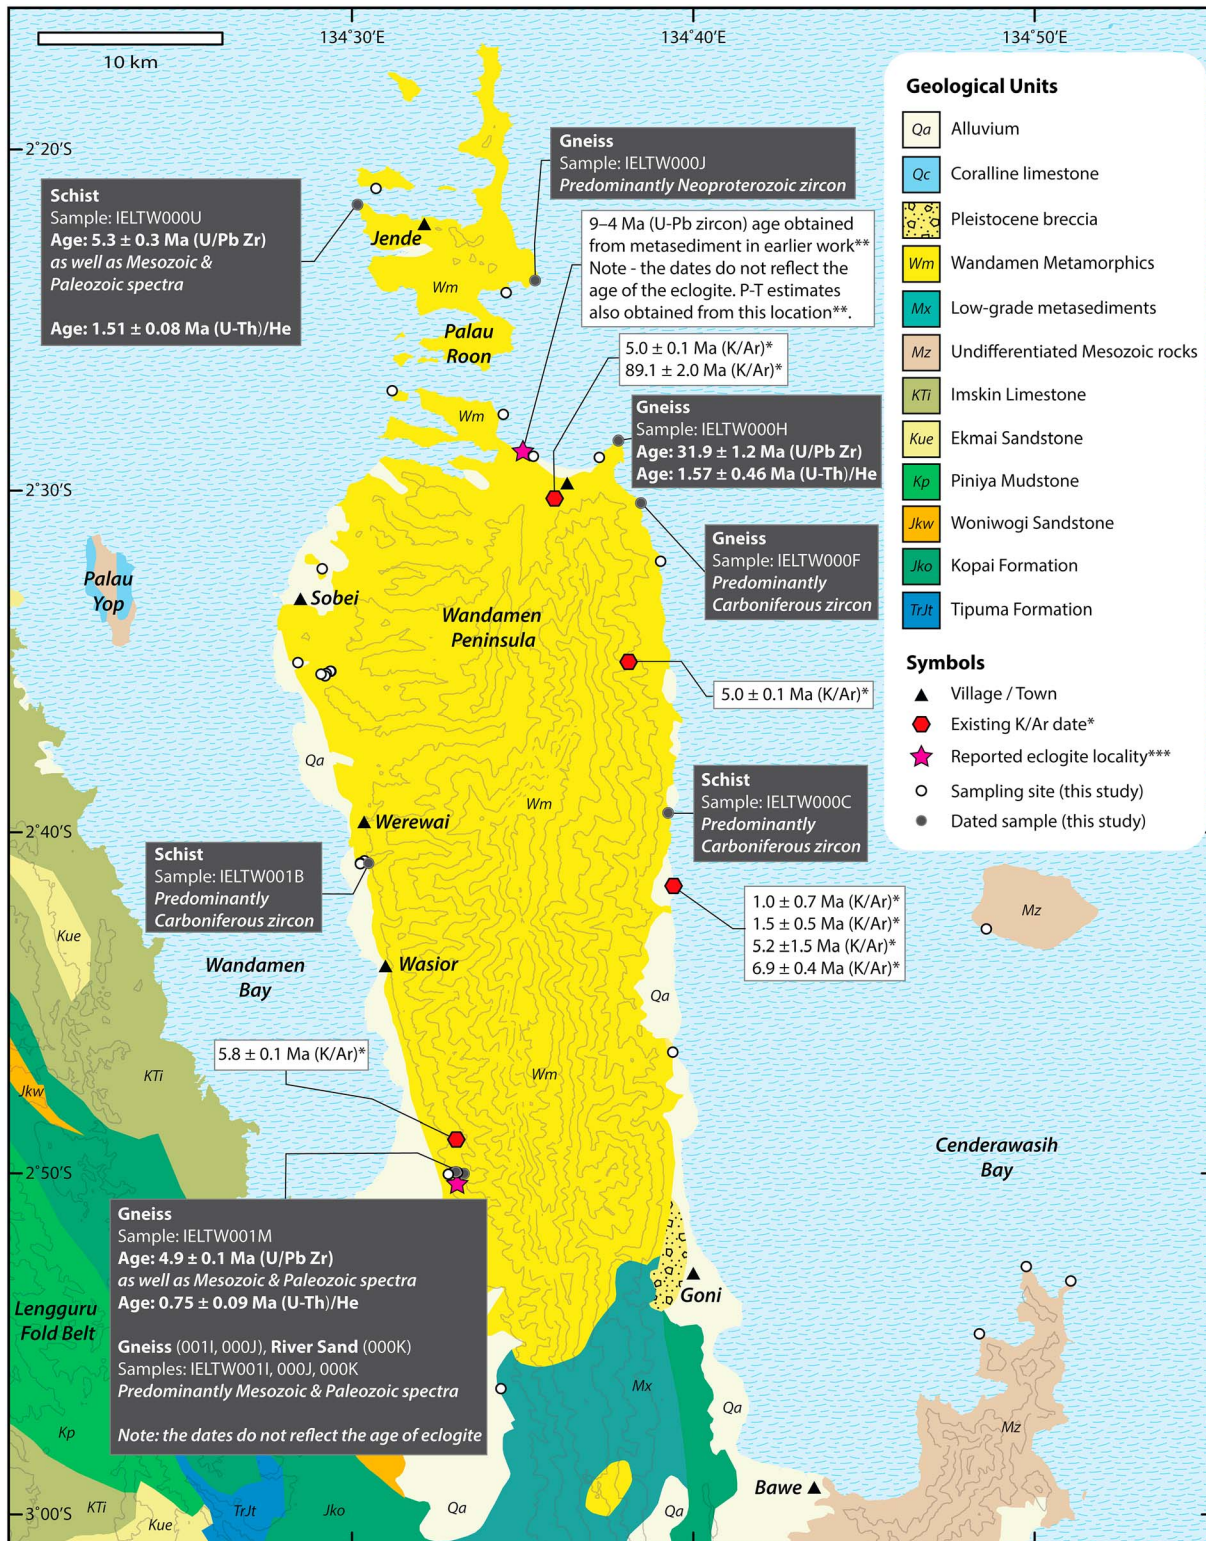 10 km
134°30'E
134°40'E
134°50'E
2°20'S
2°30'S
2°40'S
2°50'S
3°00'S
Schist
Sample: IELTW000U
Age: 5.3 ± 0.3 Ma (U/Pb Zr)
as well as Mesozoic &
Paleozoic spectra
Age: 1.51 ± 0.08 Ma (U-Th)/He
Gneiss
Sample: IELTW000J
Predominantly Neoproterozoic zircon
9–4 Ma (U-Pb zircon) age obtained
from metasediment in earlier work**
Note - the dates do not reflect the
age of the eclogite. P-T estimates
also obtained from this location**.
Jende
Wm
Palau
Roon
Wm
5.0 ± 0.1 Ma (K/Ar)*
89.1 ± 2.0 Ma (K/Ar)*
Gneiss
Sample: IELTW000H
Age: 31.9 ± 1.2 Ma (U/Pb Zr)
Age: 1.57 ± 0.46 Ma (U-Th)/He
Gneiss
Sample: IELTW000F
Predominantly
Carboniferous zircon
Palau
Yop
Sobei
Wandamen
Peninsula
5.0 ± 0.1 Ma (K/Ar)*
Qa
Wm
Schist
Sample: IELTW000C
Predominantly
Carboniferous zircon
Werewai
Schist
Sample: IELTW001B
Predominantly
Carboniferous zircon
1.0 ± 0.7 Ma (K/Ar)*
1.5 ± 0.5 Ma (K/Ar)*
5.2 ±1.5 Ma (K/Ar)*
6.9 ± 0.4 Ma (K/Ar)*
Mz
Kue
Wandamen
Bay
Wasior
Qa
5.8 ± 0.1 Ma (K/Ar)*
KTi
Jkw
Wm
Cenderawasih
Bay
Gneiss
Sample: IELTW001M
Age: 4.9 ± 0.1 Ma (U/Pb Zr)
as well as Mesozoic & Paleozoic spectra
Age: 0.75 ± 0.09 Ma (U-Th)/He
Gneiss (001I, 000J), River Sand (000K)
Samples: IELTW001I, 000J, 000K
Predominantly Mesozoic & Paleozoic spectra
Note: the dates do not reflect the age of eclogite
Lengguru
Fold Belt
Goni
Mx
Qa
Mz
Kp
Bawe
KTi
Kue
TrJt
Jko
Qa
Qa
Geological Units
Qa Alluvium
Qc Coralline limestone
Pleistocene breccia
Wm Wandamen Metamorphics
Mx Low-grade metasediments
Mz Undifferentiated Mesozoic rocks
KTi Imskin Limestone
Kue Ekmai Sandstone
Kp Piniya Mudstone
Jkw Woniwogi Sandstone
Jko Kopai Formation
TrJt Tipuma Formation
Symbols
Village / Town
Existing K/Ar date*
Reported eclogite locality***
Sampling site (this study)
Dated sample (this study)